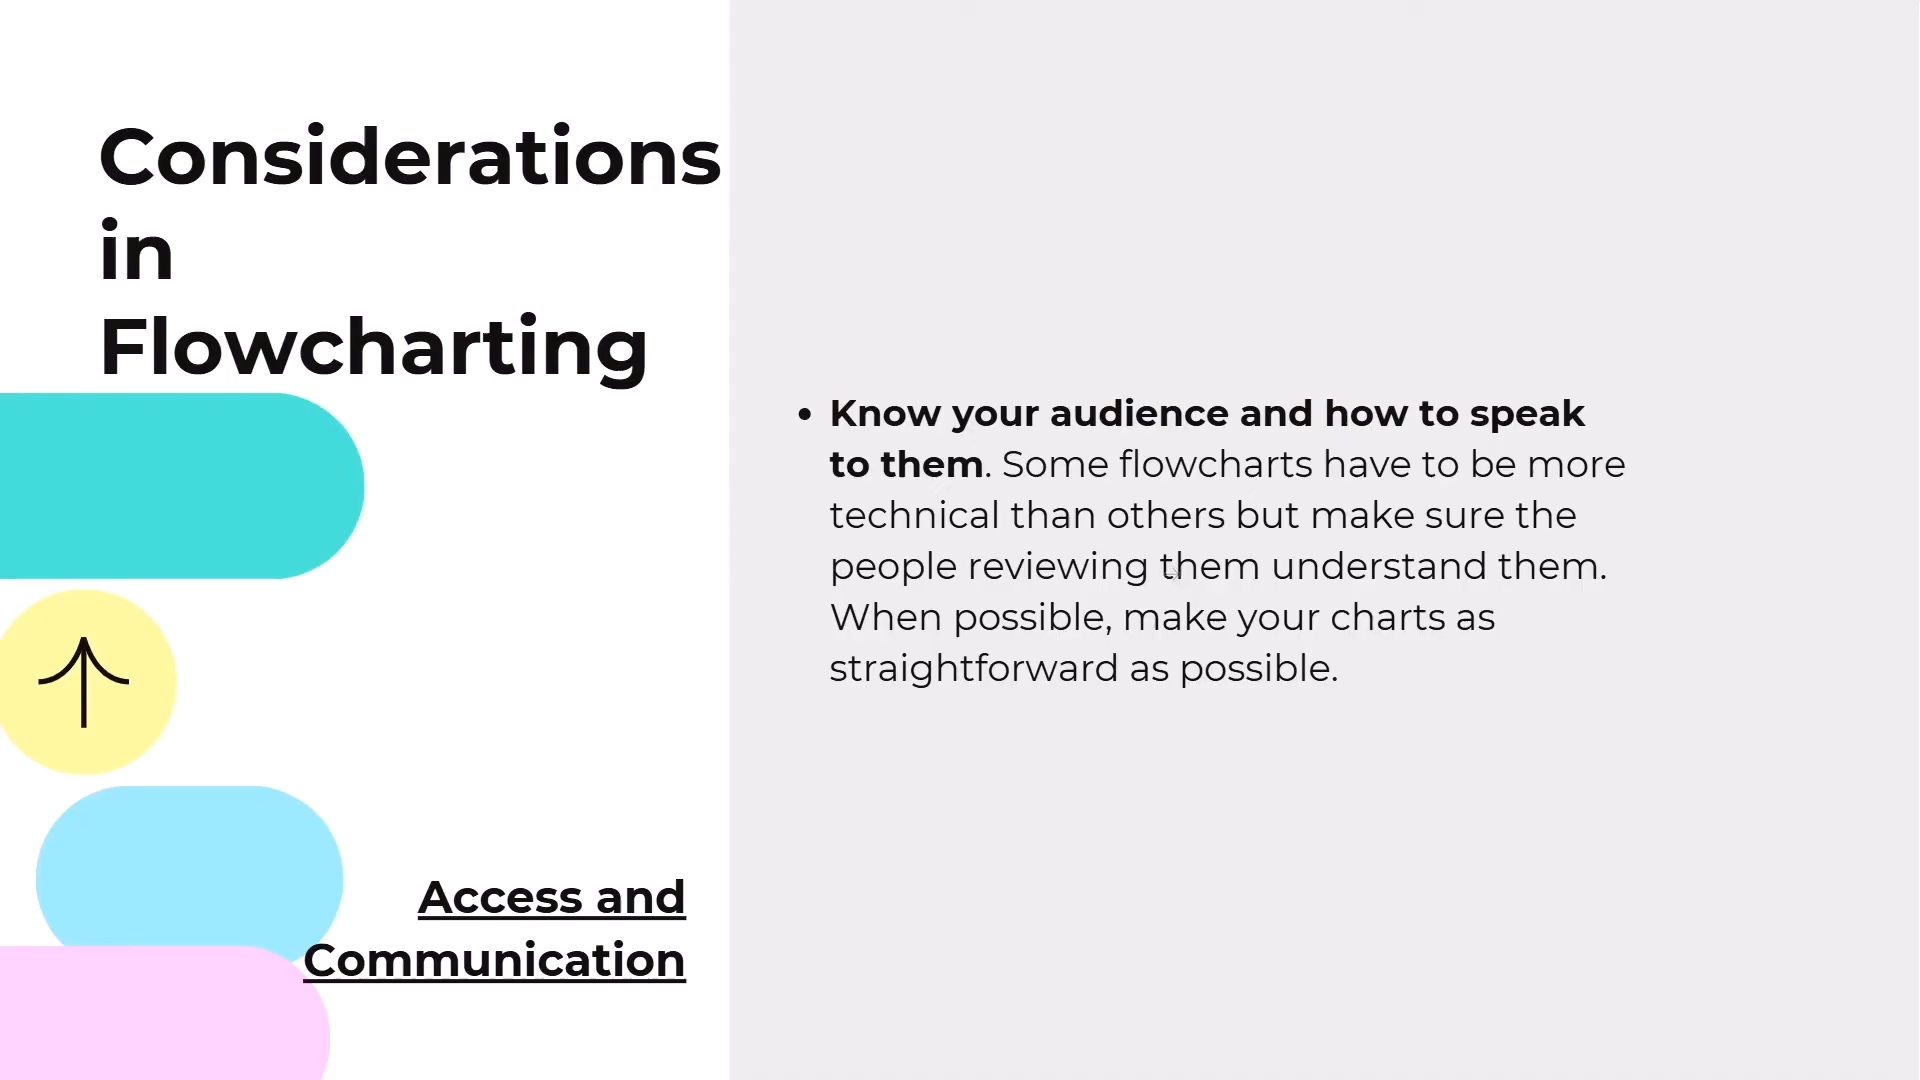 Considerations
in
Flowcharting
Access and
Communication
• Know your audience and how to speak
to them. Some flowcharts have to be more
technical than others but make sure the
people reviewing them understand them.
When possible, make your charts as
straightforward as possible.